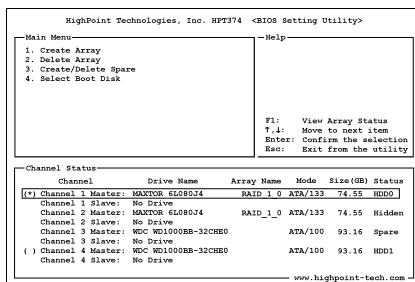 HighPoint Technologies, Inc. HPT374 <BIOS Setting Utility>
Main Menu
1. Create Array
2. Delete Array
3. Create/Delete Spare
4. Select Boot Disk
Help
F1: View Array Status
↑,↓: Move to next item
Enter: Confirm the selection
Esc: Exit from the utility
Channel Status
Channel Drive Name Array Name Mode Size(GB) Status
(*) Channel 1 Master: MAXTOR 6L080J4 RAID_1_0 ATA/133 74.55 HDD0
Channel 1 Slave: No Drive
Channel 2 Master: MAXTOR 6L080J4 RAID_1_0 ATA/133 74.55 Hidden
Channel 2 Slave: No Drive
Channel 3 Master: WDC WD1000BB-32CHE0 ATA/100 93.16 Spare
Channel 3 Slave: No Drive
( ) Channel 4 Master: WDC WD1000BB-32CHE0 ATA/100 93.16 HDD1
Channel 4 Slave: No Drive
www.highpoint-tech.com